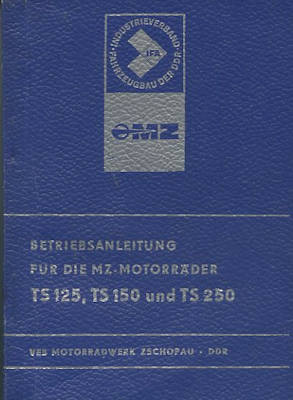 INDUSTRIEVERBAND
FAHRZEUGBAU DER DDR
IFA
MZ
BETRIEBSANLEITUNG
FÜR DIE MZ-MOTORRÄDER
TS 125, TS 150 und TS 250
VEB MOTORRADWERK ZSCHOPAU · DDR